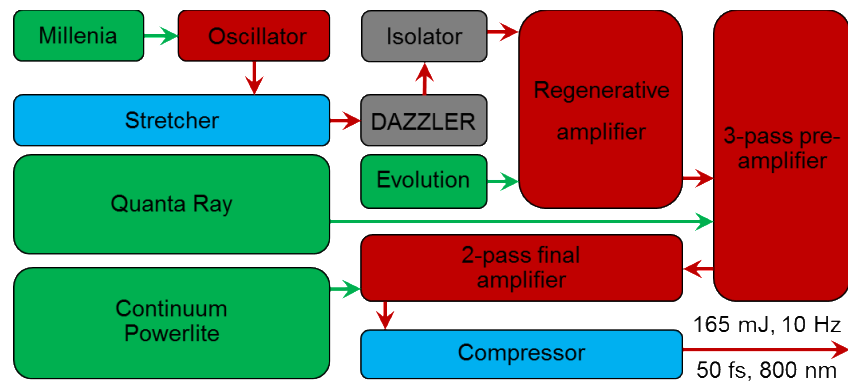 Millenia
Oscillator
Isolator
Regenerative
amplifier
3-pass pre-
amplifier
Stretcher
DAZZLER
Evolution
Quanta Ray
2-pass final
amplifier
Continuum
Powerlite
Compressor
165 mJ, 10 Hz
50 fs, 800 nm